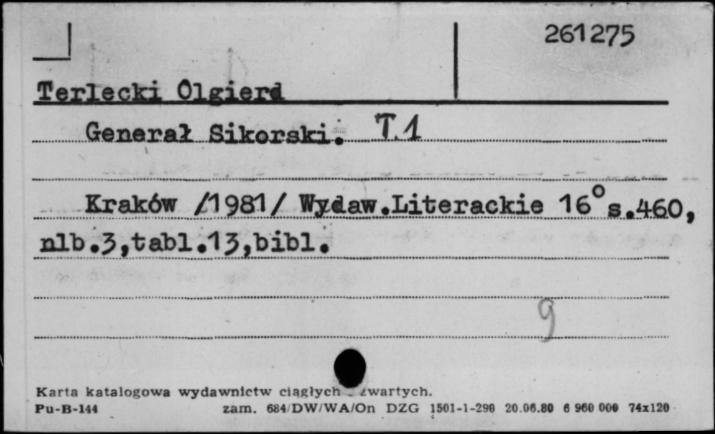 261275
Terlecki Olgierd
Generał Sikorski. T.1
Kraków /1981/ Wydaw.Literackie 16° s.460,
nlb.3,tabl.13,bibl.
9
Karta katalogowa wydawnictw ciągłych zwartych.
Pu-B-144 zam. 684/DW/WA/On DZG 1501-1-290 20.06.80 6 960 000 74x120